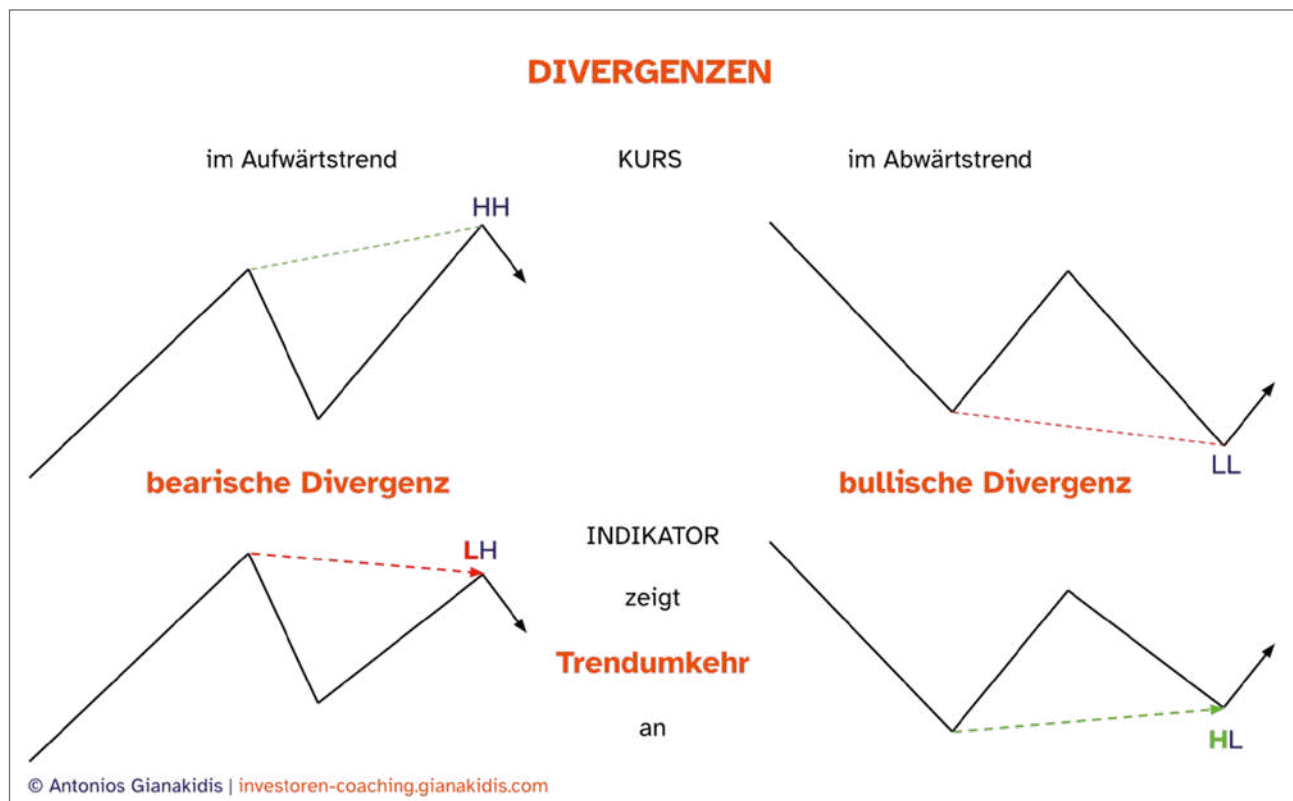 DIVERGENZEN
im Aufwärtstrend
KURS
im Abwärtstrend
HH
LL
bearische Divergenz
bullische Divergenz
INDIKATOR
LH
zeigt
Trendumkehr
an
HL
© Antonios Gianakidis | investoren-coaching.gianakidis.com